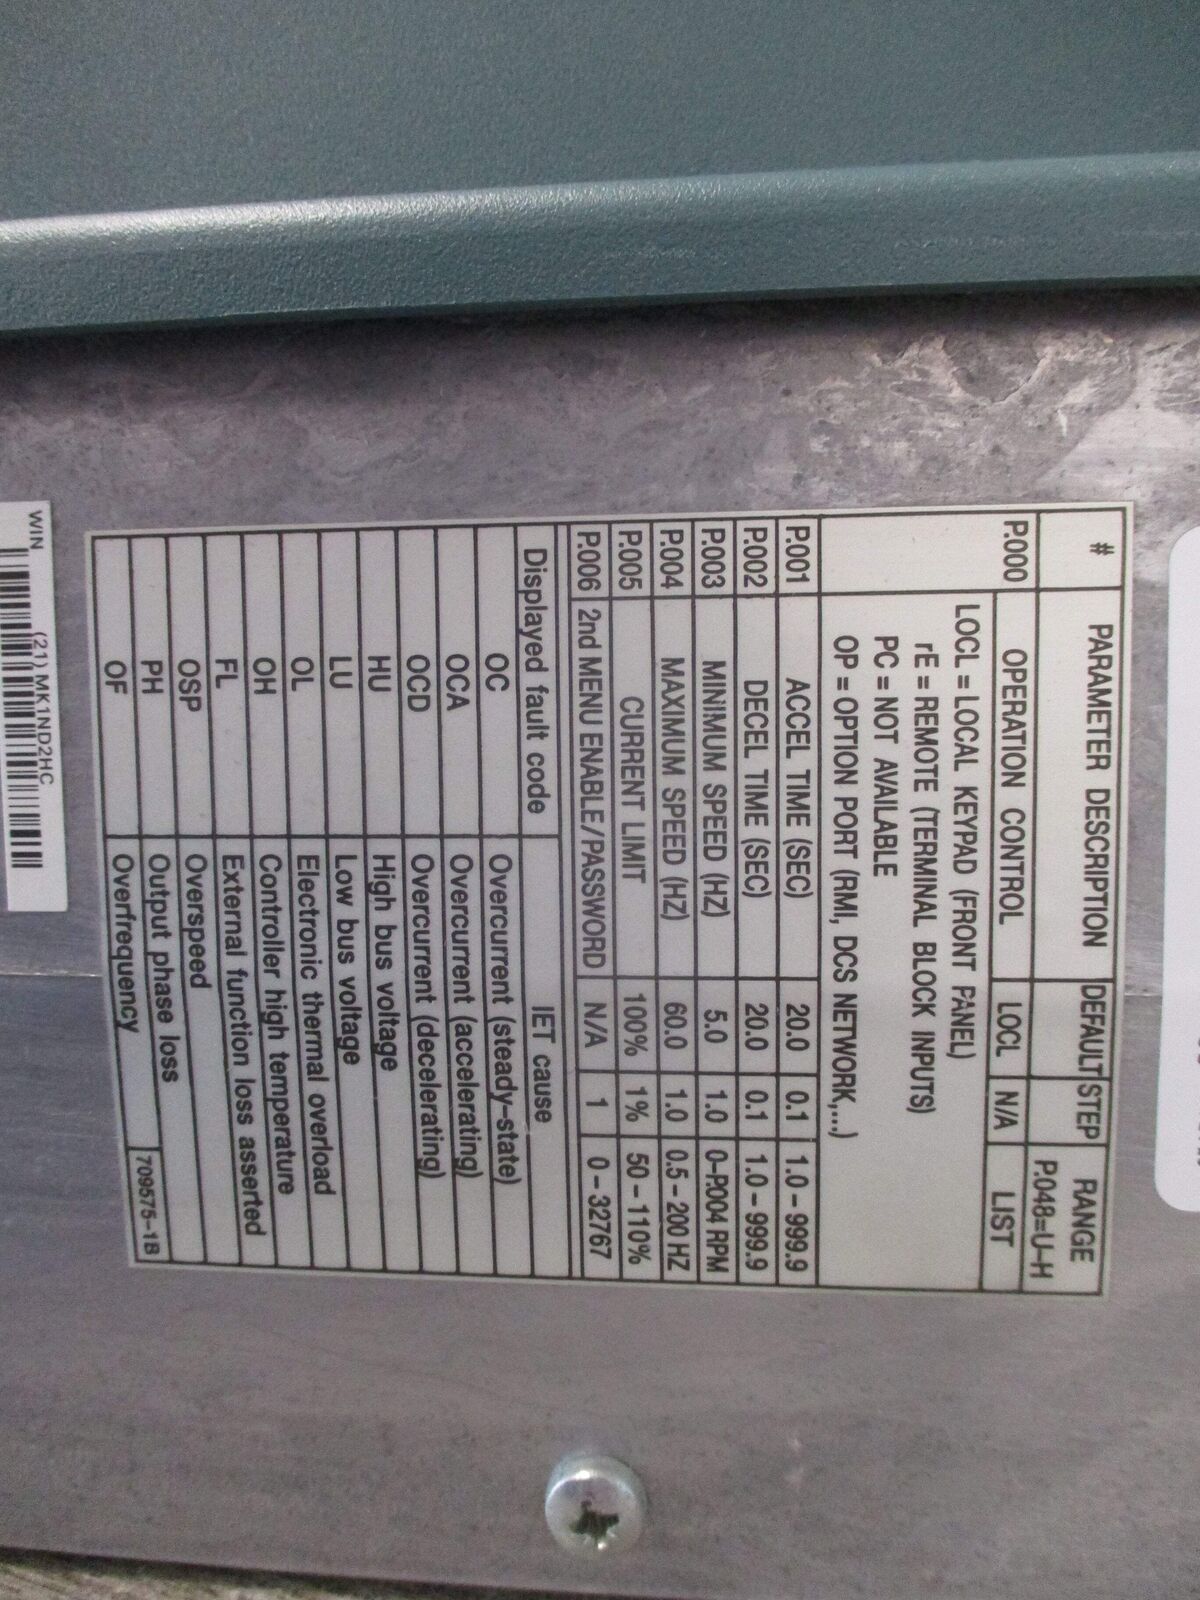 # PARAMETER DESCRIPTION DEFAULT STEP RANGE
P.048=U-H
P.000 OPERATION CONTROL LOCL N/A LIST
LOCL = LOCAL KEYPAD (FRONT PANEL)
rE = REMOTE (TERMINAL BLOCK INPUTS)
PC = NOT AVAILABLE
OP = OPTION PORT (RMI, DCS NETWORK,...)
P.001 ACCEL TIME (SEC) 20.0 0.1 1.0 - 999.9
P.002 DECEL TIME (SEC) 20.0 0.1 1.0 - 999.9
P.003 MINIMUM SPEED (HZ) 5.0 1.0 0-P.004 RPM
P.004 MAXIMUM SPEED (HZ) 60.0 1.0 0.5 - 200 HZ
P.005 CURRENT LIMIT 100% 1% 50 - 110%
P.006 2nd MENU ENABLE/PASSWORD N/A 1 0 - 32767
Displayed fault code IET cause
OC Overcurrent (steady-state)
OCA Overcurrent (accelerating)
OCD Overcurrent (decelerating)
HU High bus voltage
LU Low bus voltage
OL Electronic thermal overload
OH Controller high temperature
FL External function loss asserted
OSP Overspeed
PH Output phase loss
OF Overfrequency
709575-1B
WIN
(21) MK1ND2HC